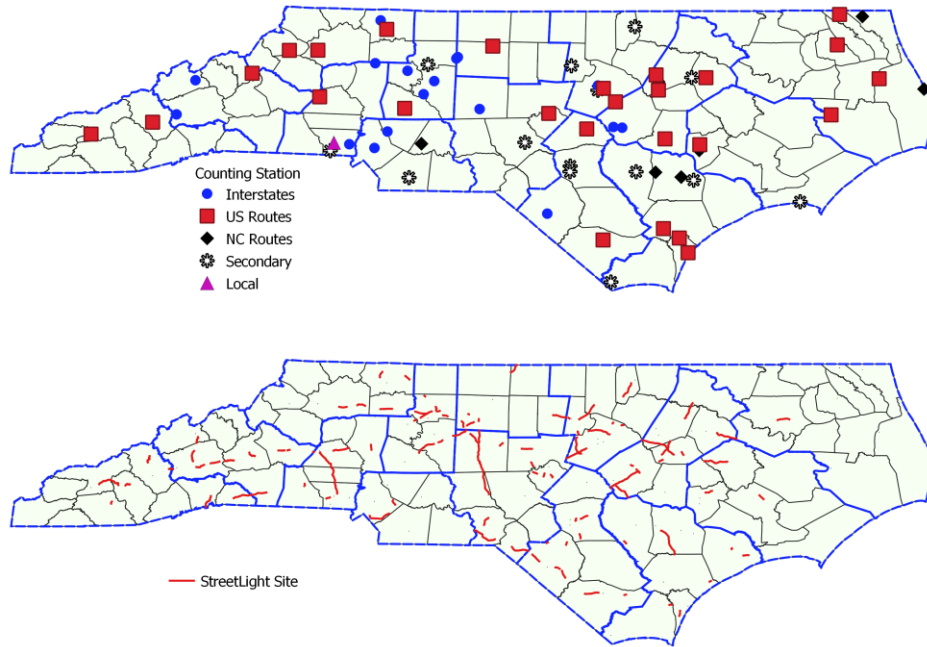 Counting Station
Interstates
US Routes
NC Routes
Secondary
Local
StreetLight Site